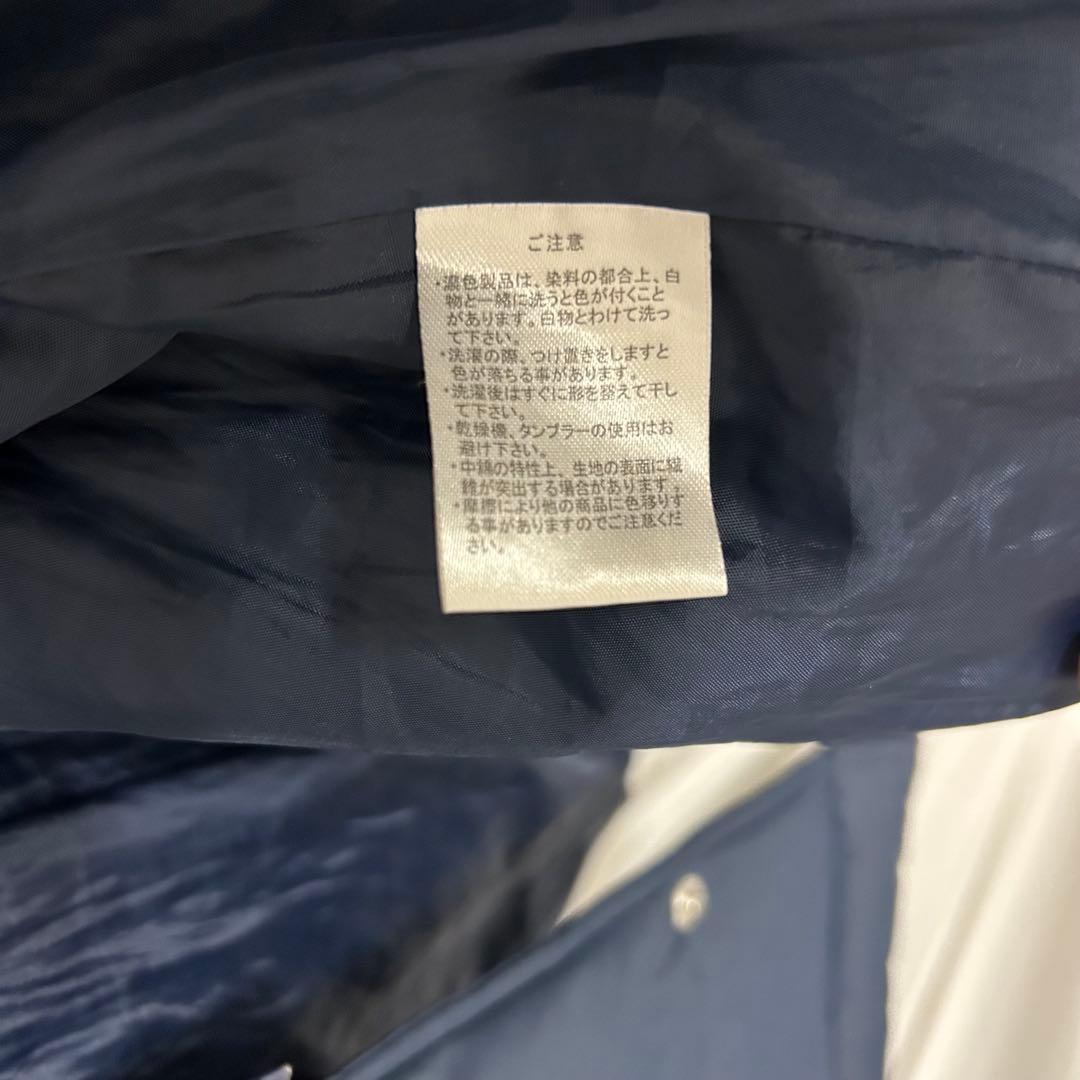 ご注意
・濃色製品は、染料の都合上、白
物と一緒に洗うと色が付くこと
があります。白物とわけて洗っ
て下さい。
・洗濯の際、つけ置きをしますと
色が落ちる事があります。
・洗濯後はすぐに形を整えて干し
て下さい。
・乾燥機、タンブラーの使用はお
避け下さい。
・中綿の特性上、生地の表面に繊
維が突出する場合があります。
・摩擦により他の商品に色移りす
る事がありますのでご注意くだ
さい。